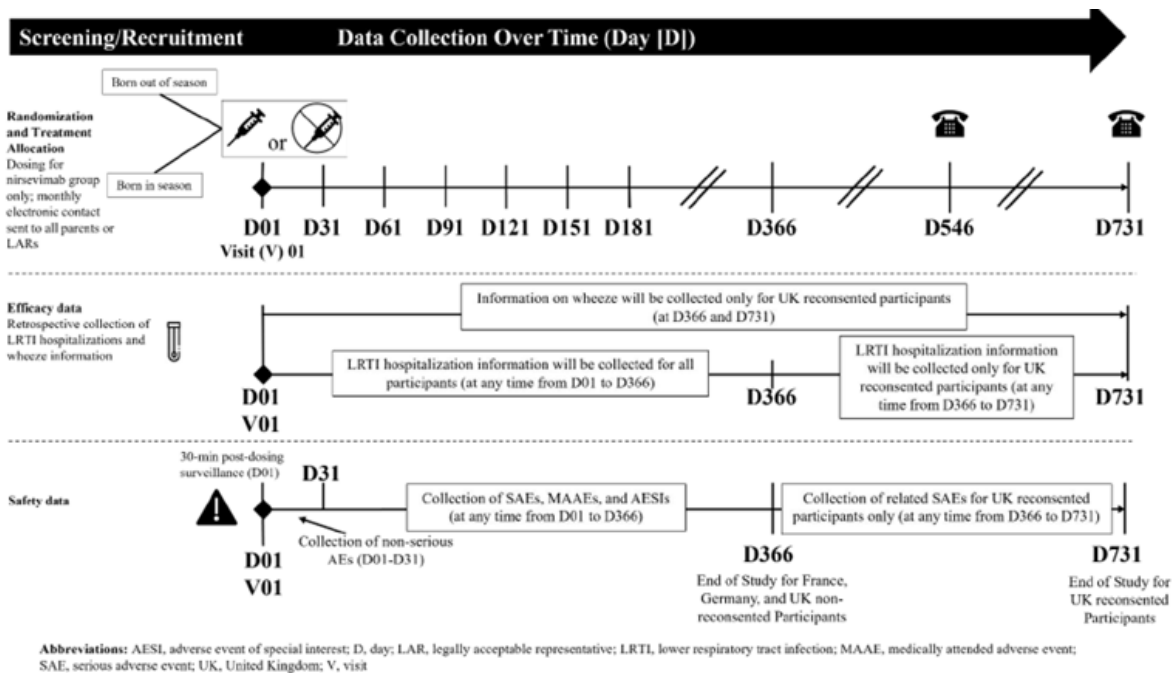 Screening/Recruitment
Data Collection Over Time (Day [D])
Born out of season
Randomization
and Treatment
Allocation
Dosing for
nirsevimab group
only; monthly
electronic contact
sent to all parents or
LARs
or
Born in season
D01
D31
D61
D91
D121
D151
D181
D366
D546
D731
Visit (V) 01
Efficacy data
Retrospective collection of
LRTI hospitalizations and
wheeze information
Information on wheeze will be collected only for UK reconsented participants
(at D366 and D731)
LRTI hospitalization information will be collected for all
participants (at any time from D01 to D366)
LRTI hospitalization information
will be collected only for UK
reconsented participants (at any
time from D366 to D731)
D01
V01
D366
D731
Safety data
30-min post-dosing
surveillance (D01)
D31
Collection of SAEs, MAAEs, and AESIs
(at any time from D01 to D366)
Collection of related SAEs for UK reconsented
participants only (at any time from D366 to D731)
Collection of non-serious
AEs (D01-D31)
D01
V01
D366
End of Study for France,
Germany, and UK non-
reconsented Participants
D731
End of Study for
UK reconsented
Participants
Abbreviations: AESI, adverse event of special interest; D, day; LAR, legally acceptable representative; LRTI, lower respiratory tract infection; MAAE, medically attended adverse event;
SAE, serious adverse event; UK, United Kingdom; V, visit